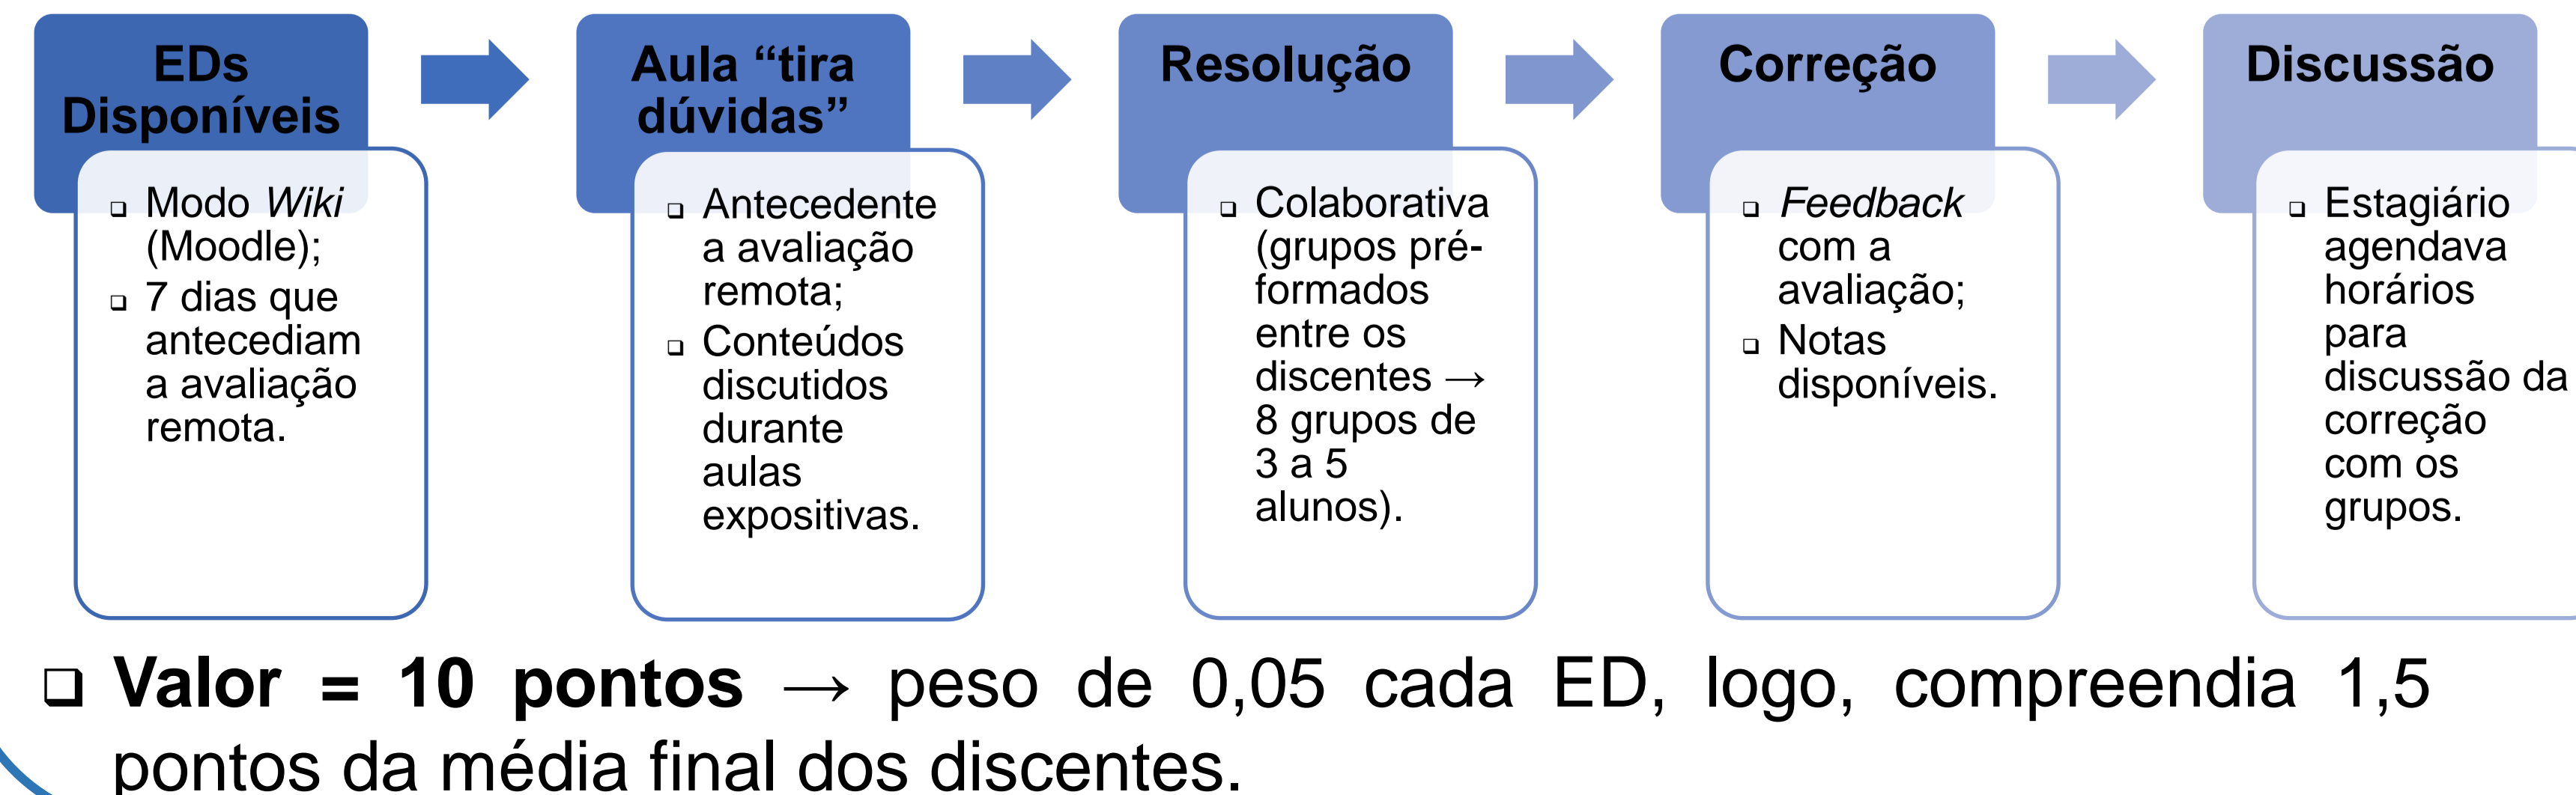 EDs
Disponíveis
❑ Modo Wiki
(Moodle);
❑ 7 dias que
antecediam
a avaliação
remota.
Aula “tira
dúvidas”
❑ Antecedente
a avaliação
remota;
❑ Conteúdos
discutidos
durante
aulas
expositivas.
Resolução
❑ Colaborativa
(grupos pré-
formados
entre os
discentes →
8 grupos de
3 a 5
alunos).
Correção
❑ Feedback
com a
avaliação;
❑ Notas
disponíveis.
Discussão
❑ Estagiário
agendava
horários
para
discussão da
correção
com os
grupos.
❑ Valor = 10 pontos → peso de 0,05 cada ED, logo, compreendia 1,5
pontos da média final dos discentes.